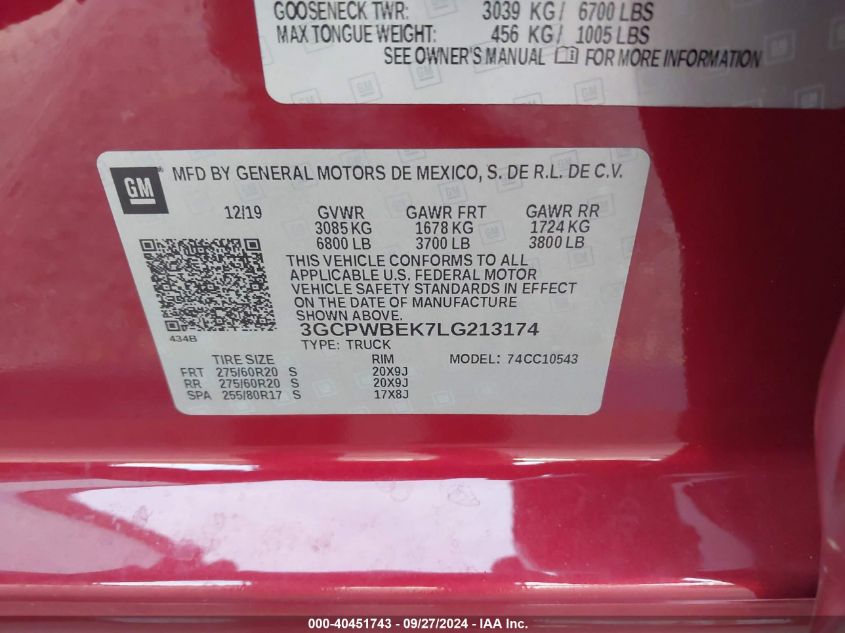 GOOSENECK TWR: 3039 KG / 6700 LBS
MAX TONGUE WEIGHT: 456 KG / 1005 LBS
SEE OWNER'S MANUAL FOR MORE INFORMATION
GM MFD BY GENERAL MOTORS DE MEXICO, S. DE R.L. DE C.V.
12/19 GVWR GAWR FRT GAWR RR
3085 KG 1678 KG 1724 KG
6800 LB 3700 LB 3800 LB
THIS VEHICLE CONFORMS TO ALL
APPLICABLE U.S. FEDERAL MOTOR
VEHICLE SAFETY STANDARDS IN EFFECT
ON THE DATE OF MANUFACTURE
SHOWN ABOVE.
3GCPWBEK7LG213174
434B
TYPE: TRUCK MODEL: 74CC10543
TIRE SIZE RIM
FRT 275/60R20 S 20X9J
RR 275/60R20 S 20X9J
SPA 255/80R17 S 17X8J
000-40451743 - 09/27/2024 - IAA Inc.